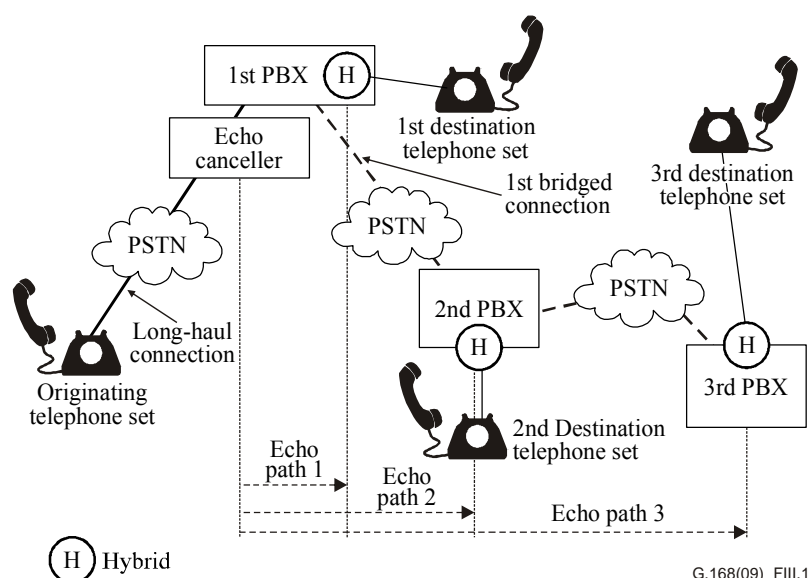 1st PBX
H
1st destination
telephone set
Echo
canceller
3rd destination
telephone set
1st bridged
connection
PSTN
PSTN
PSTN
2nd PBX
H
H
3rd PBX
Long-haul
connection
Originating
telephone set
2nd Destination
telephone set
Echo
path 1
Echo
path 2
Echo path 3
H Hybrid
G.168(09)_FIII.1